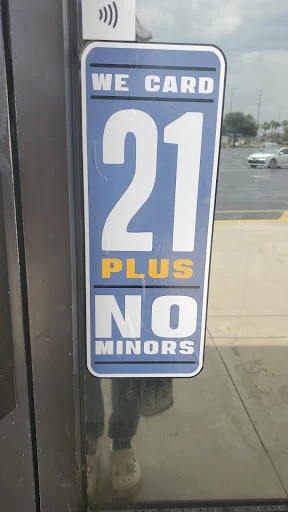 WE CARD
21
PLUS
NO
MINORS